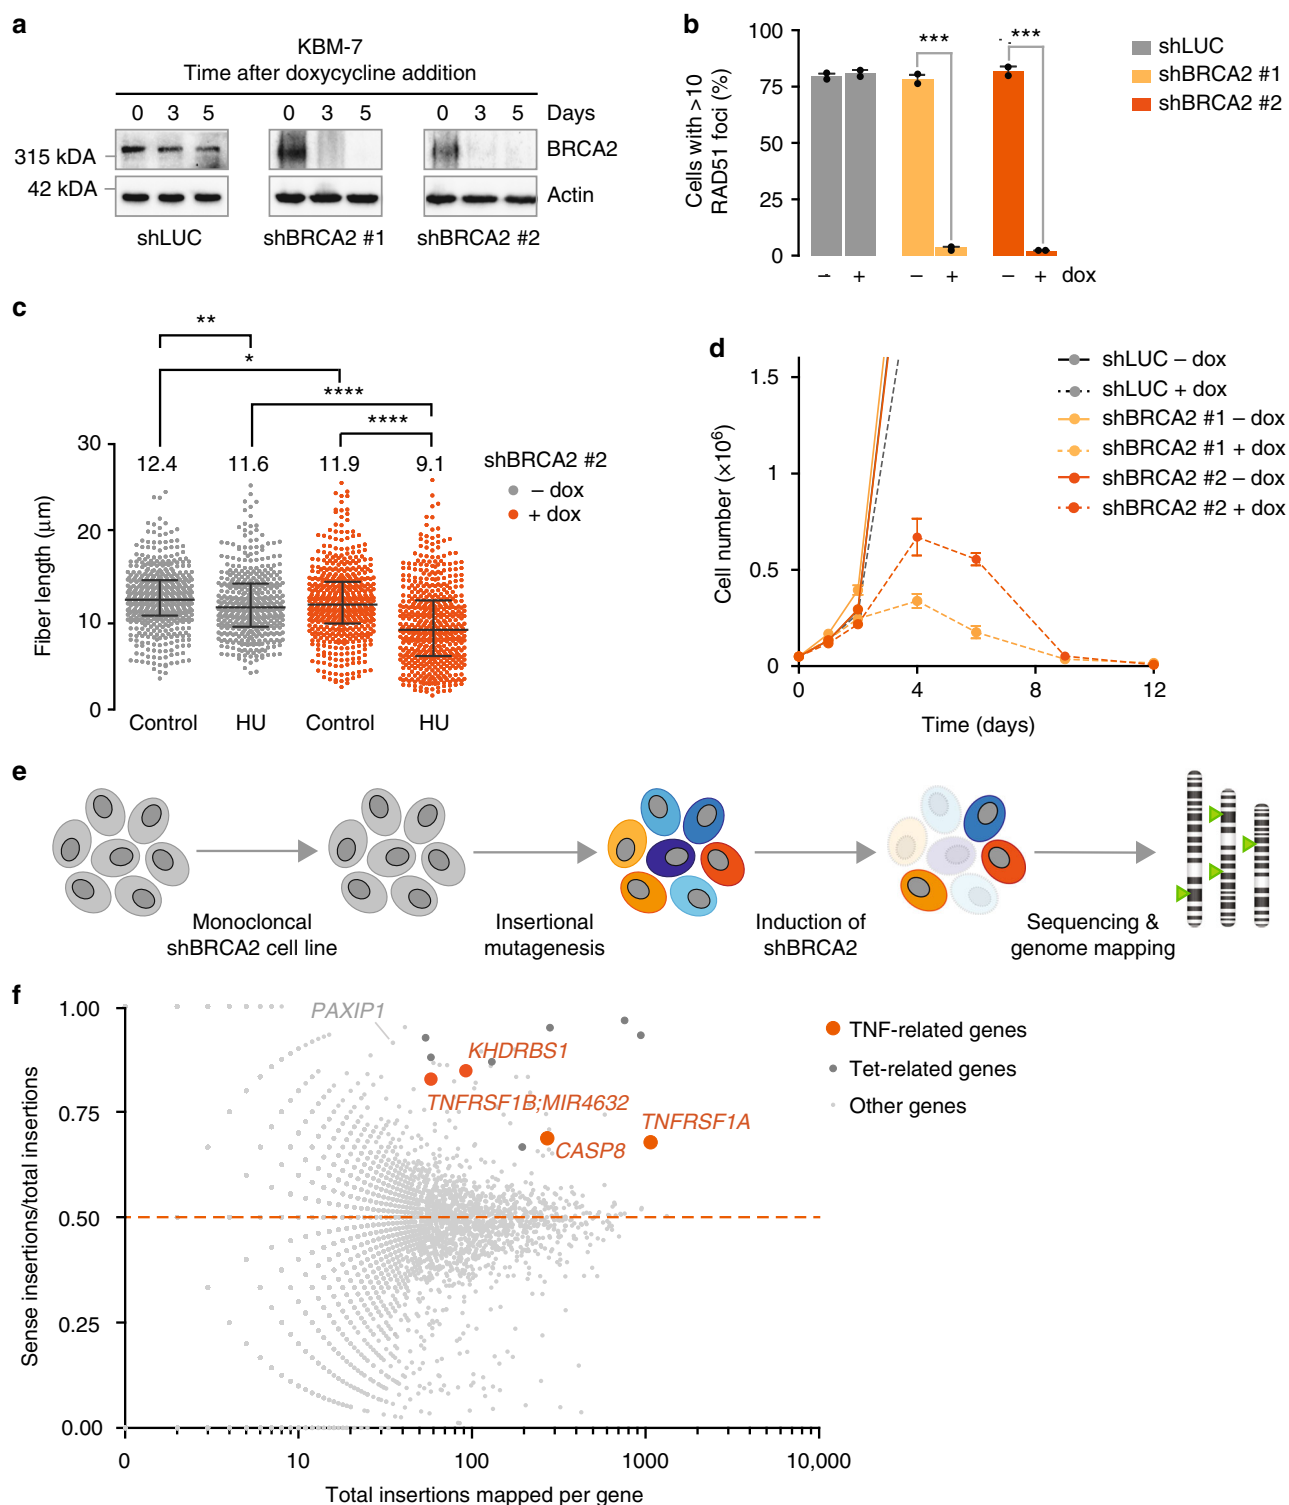 a
KBM-7
Time after doxycycline addition
0 3 5 0 3 5 0 3 5 Days
315 kDA
BRCA2
42 kDA
Actin
shLUC shBRCA2 #1 shBRCA2 #2
b
Cells with >10
RAD51 foci (%)
100
75
50
25
0
*** ***
– + – + – + dox
shLUC
shBRCA2 #1
shBRCA2 #2
c
**
*
****
****
Fiber length (μm)
30
20
10
0
12.4 11.6 11.9 9.1
Control HU Control HU
shBRCA2 #2
– dox
+ dox
d
Cell number (×10⁶)
1.5
1
0.5
0
0 4 8 12
Time (days)
shLUC – dox
shLUC + dox
shBRCA2 #1 – dox
shBRCA2 #1 + dox
shBRCA2 #2 – dox
shBRCA2 #2 + dox
e
Monocloncal
shBRCA2 cell line
Insertional
mutagenesis
Induction of
shBRCA2
Sequencing &
genome mapping
f
Sense insertions/total insertions
1.00
0.75
0.50
0.25
0.00
PAXIP1
KHDRBS1
TNFRSF1B;MIR4632
TNFRSF1A
CASP8
TNF-related genes
Tet-related genes
Other genes
0 10 100 1000 10,000
Total insertions mapped per gene